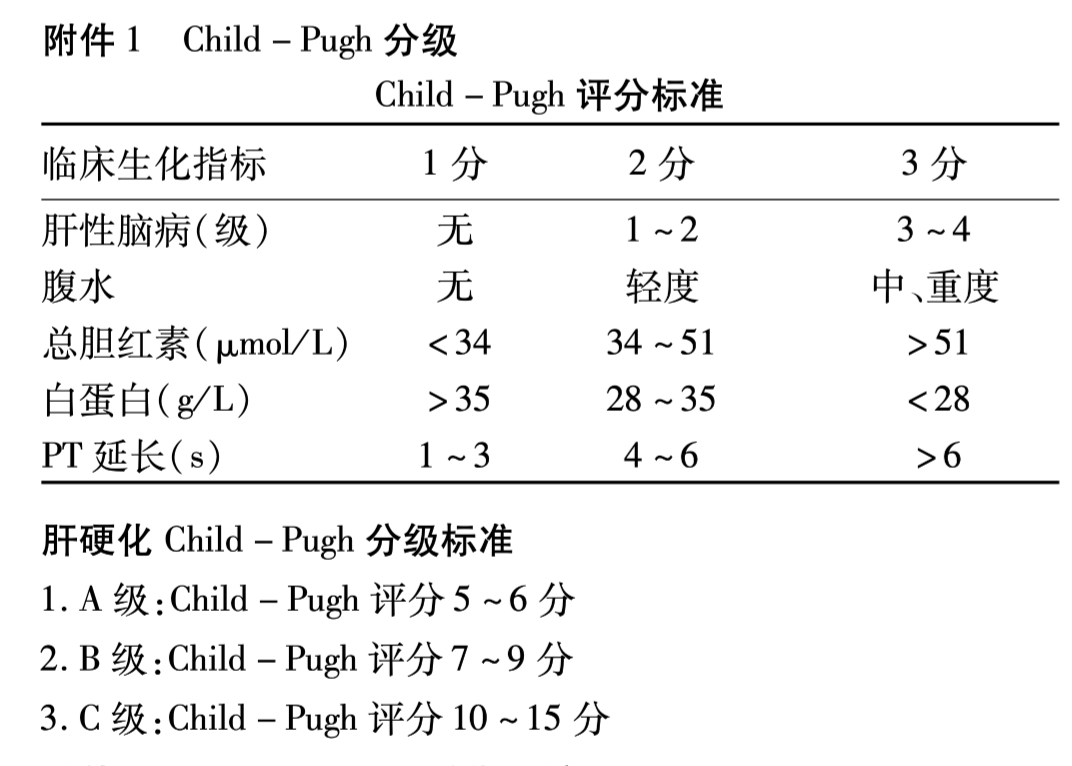 附件1 Child-Pugh 分级
Child-Pugh 评分标准
临床生化指标 1分 2分 3分
肝性脑病(级) 无 1~2 3~4
腹水 无 轻度 中、重度
总胆红素(μmol/L) <34 34~51 >51
白蛋白(g/L) >35 28~35 <28
PT 延长(s) 1~3 4~6 >6
肝硬化 Child-Pugh 分级标准
1. A 级:Child-Pugh 评分 5~6 分
2. B 级:Child-Pugh 评分 7~9 分
3. C 级:Child-Pugh 评分 10~15 分